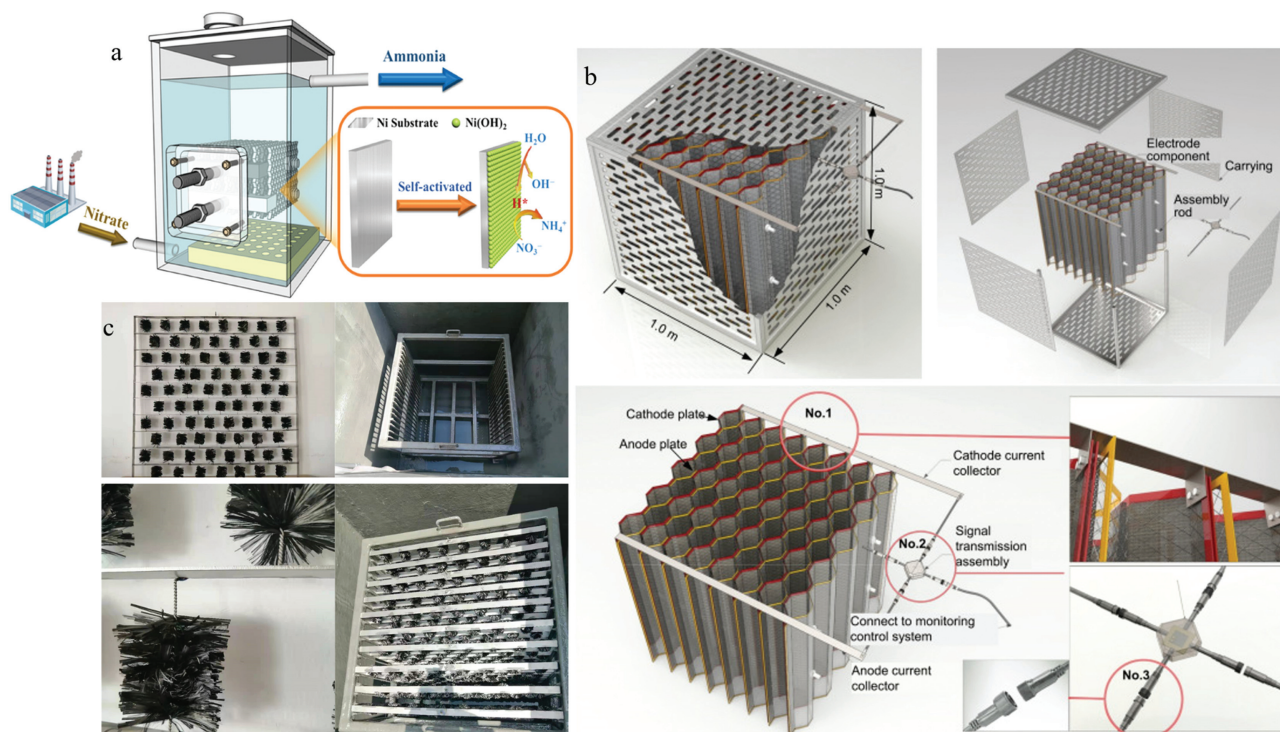 a
Ammonia
Ni Substrate
Ni(OH)₂
H₂O
Self-activated
OH⁻
H*
NH₄⁺
NO₃⁻
Nitrate
b
1.0 m
1.0 m
1.0 m
Electrode
component
Carrying
Assembly
rod
c
Cathode plate
Anode plate
No.1
Cathode current
collector
No.2
Signal
transmission
assembly
Connect to monitoring
control system
Anode current
collector
No.3